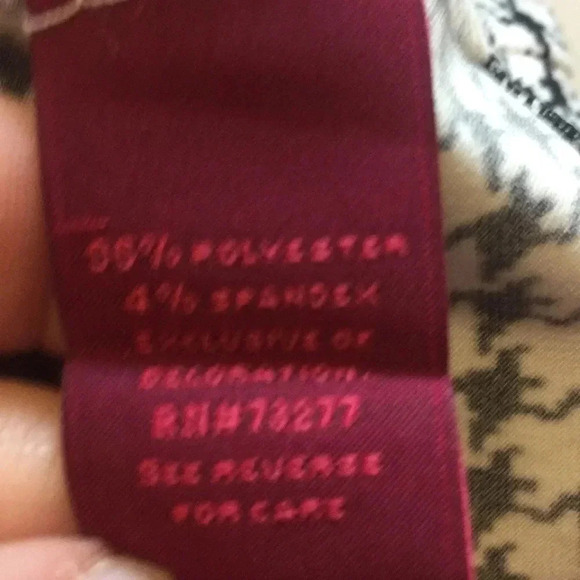 96% POLYESTER
4% SPANDEX
EXCLUSIVE OF
DECORATION.
RN#73277
SEE REVERSE
FOR CARE